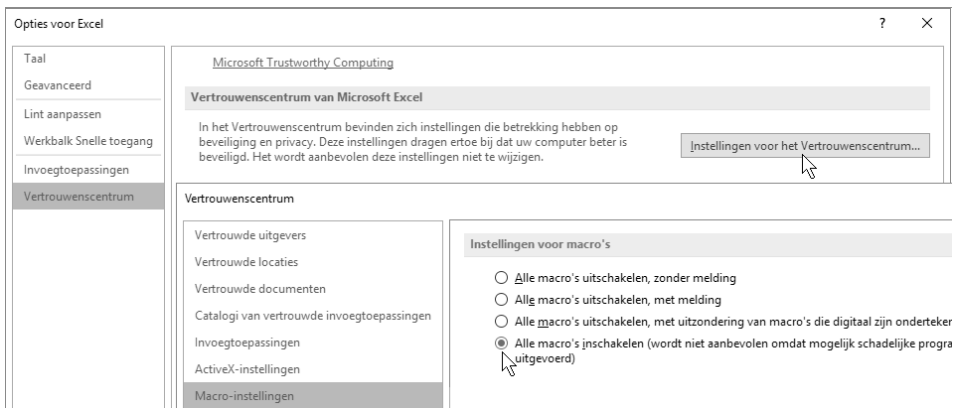 Opties voor Excel
?
×
Taal
Geavanceerd
Lint aanpassen
Werkbalk Snelle toegang
Invoegtoepassingen
Vertrouwenscentrum
Microsoft Trustworthy Computing
Vertrouwenscentrum van Microsoft Excel
In het Vertrouwenscentrum bevinden zich instellingen die betrekking hebben op
beveiliging en privacy. Deze instellingen dragen ertoe bij dat uw computer beter is
beveiligd. Het wordt aanbevolen deze instellingen niet te wijzigen.
Instellingen voor het Vertrouwenscentrum...
Vertrouwenscentrum
Vertrouwde uitgevers
Vertrouwde locaties
Vertrouwde documenten
Catalogi van vertrouwde invoegtoepassingen
Invoegtoepassingen
ActiveX-instellingen
Macro-instellingen
Instellingen voor macro's
Alle macro's uitschakelen, zonder melding
Alle macro's uitschakelen, met melding
Alle macro's uitschakelen, met uitzondering van macro's die digitaal zijn onderteker
Alle macro's inschakelen (wordt niet aanbevolen omdat mogelijk schadelijke progra
uitgevoerd)